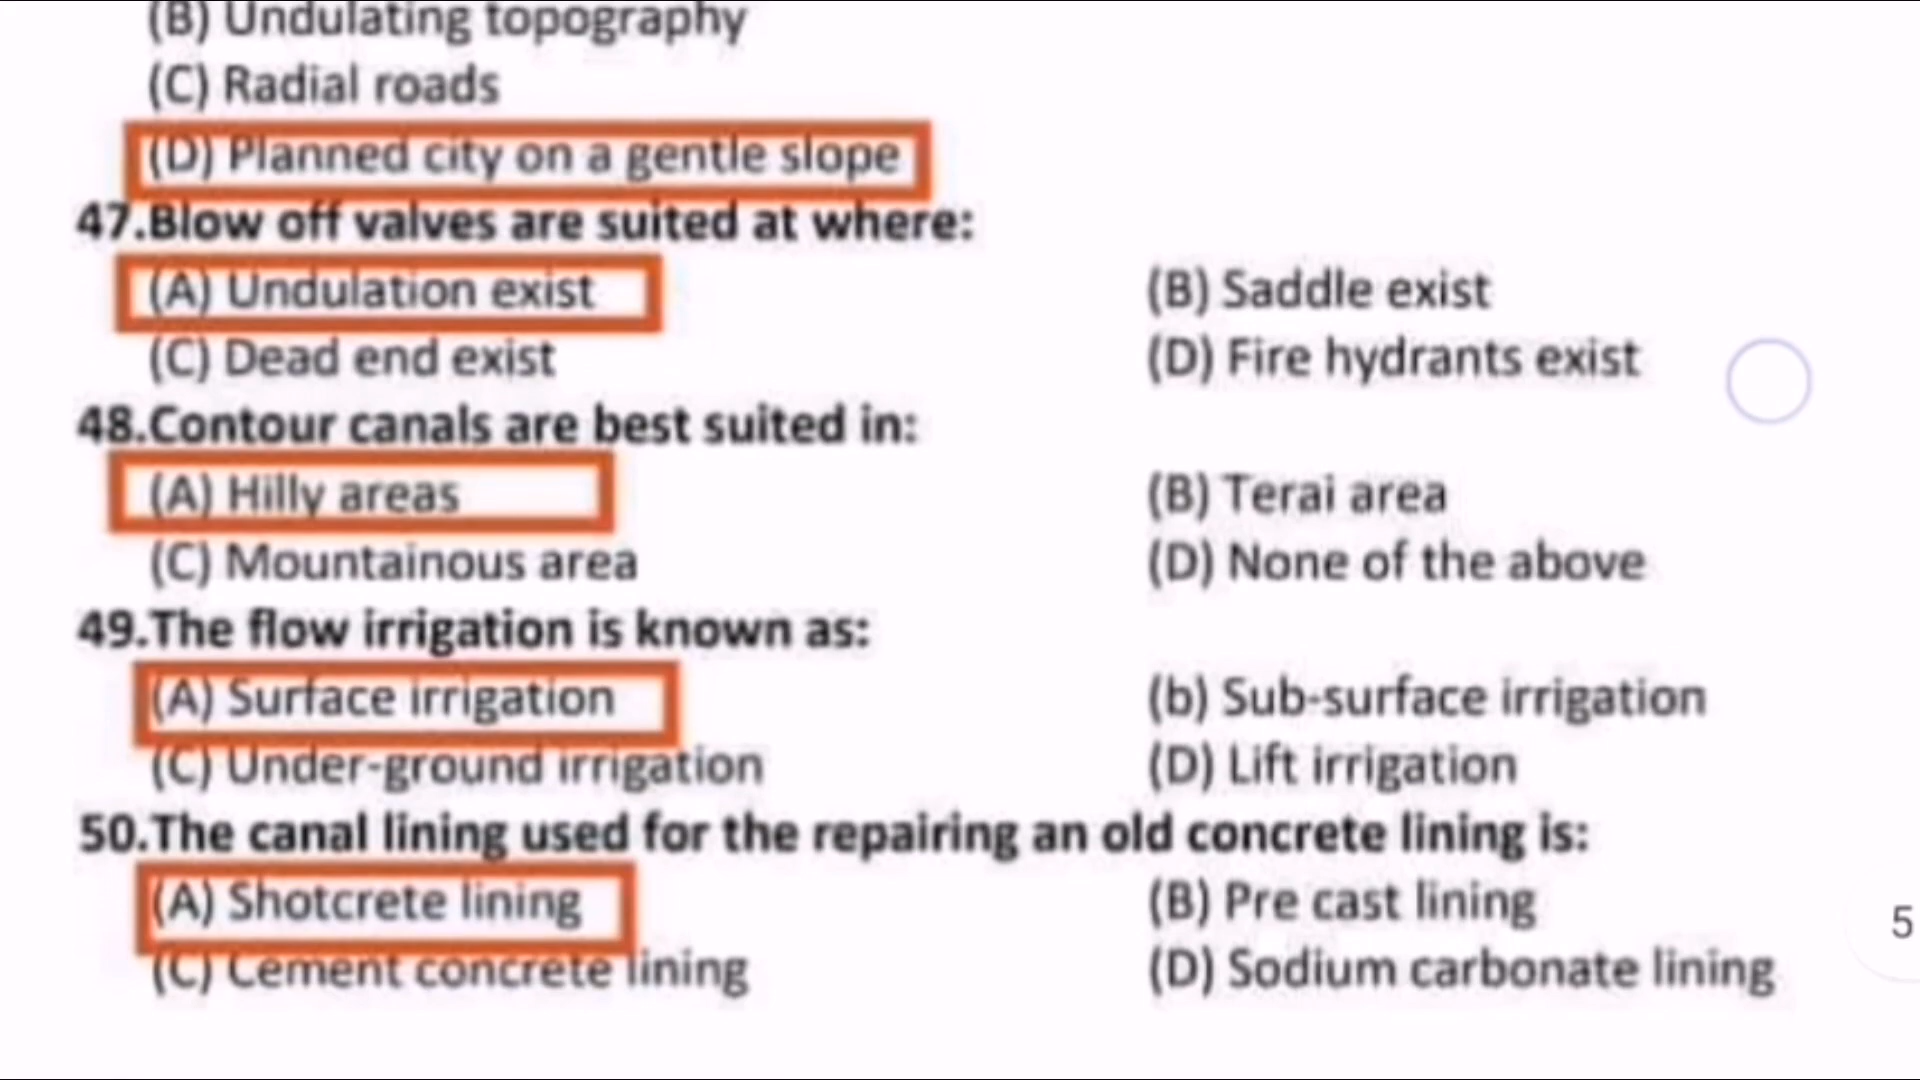 (B) Undulating topography
(C) Radial roads
(D) Planned city on a gentle slope
47.Blow off valves are suited at where:
(A) Undulation exist (B) Saddle exist
(C) Dead end exist (D) Fire hydrants exist
48.Contour canals are best suited in:
(A) Hilly areas (B) Terai area
(C) Mountainous area (D) None of the above
49.The flow irrigation is known as:
(A) Surface irrigation (b) Sub-surface irrigation
(C) Under-ground irrigation (D) Lift irrigation
50.The canal lining used for the repairing an old concrete lining is:
(A) Shotcrete lining (B) Pre cast lining
5
(C) Cement concrete lining (D) Sodium carbonate lining